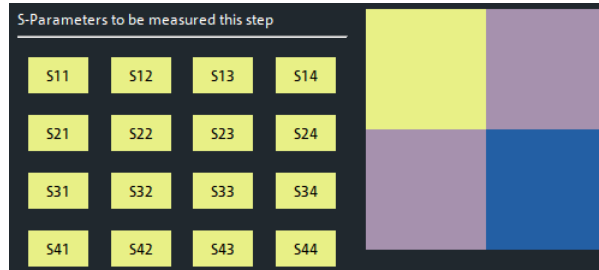 S-Parameters to be measured this step
S11 S12 S13 S14
S21 S22 S23 S24
S31 S32 S33 S34
S41 S42 S43 S44